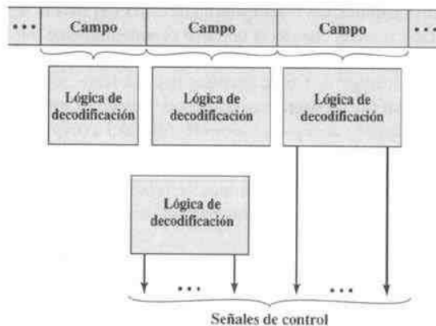 ••• Campo Campo Campo •••
Lógica de decodificación
Lógica de decodificación
Lógica de decodificación
Lógica de decodificación
•••
•••
Señales de control